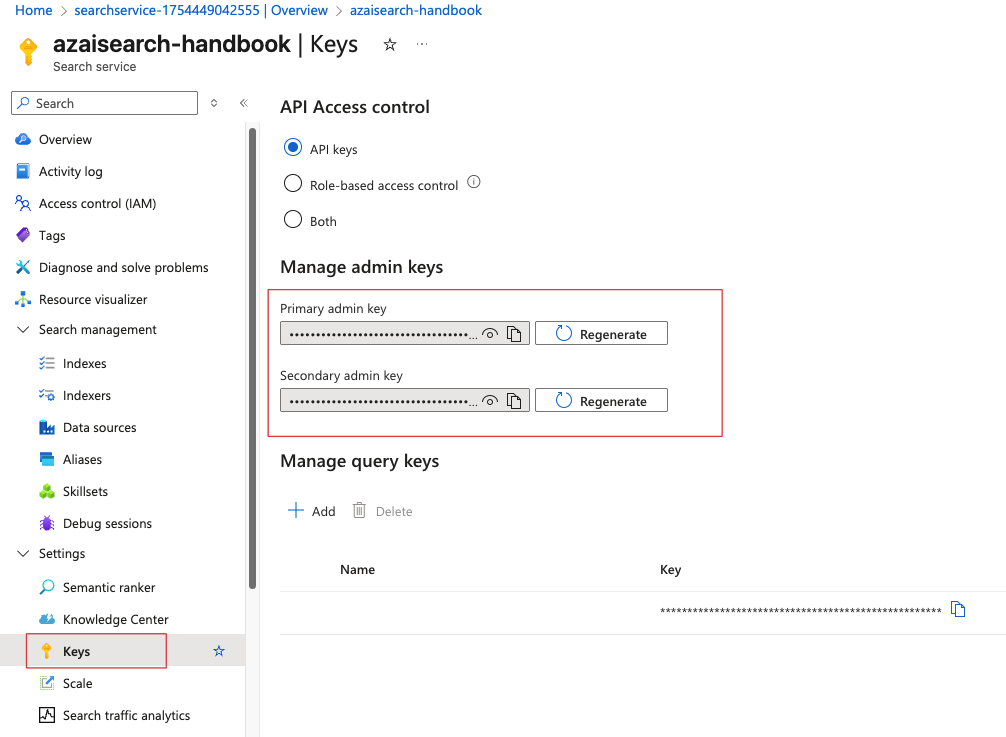 Home > searchservice-1754449042555 | Overview > azaisearch-handbook
azaisearch-handbook | Keys
Search service
Search
Overview
Activity log
Access control (IAM)
Tags
Diagnose and solve problems
Resource visualizer
Search management
Indexes
Indexers
Data sources
Aliases
Skillsets
Debug sessions
Settings
Semantic ranker
Knowledge Center
Keys
Scale
Search traffic analytics
API Access control
API keys
Role-based access control
Both
Manage admin keys
Primary admin key
••••••••••••••••••••••••••••••••••... Regenerate
Secondary admin key
••••••••••••••••••••••••••••••••••... Regenerate
Manage query keys
Add Delete
Name Key
****************************************************